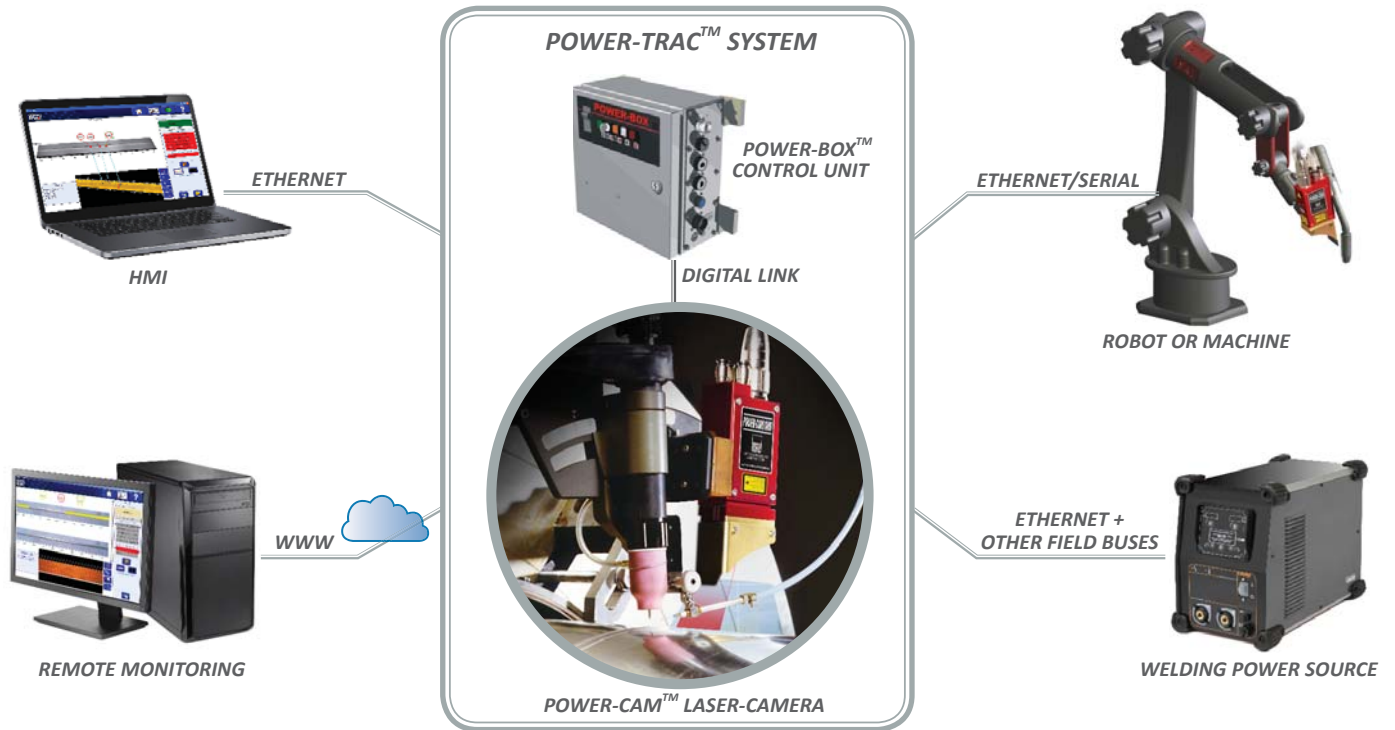 POWER-TRAC™ SYSTEM
POWER-BOX
POWER-BOX™
CONTROL UNIT
ETHERNET
ETHERNET/SERIAL
HMI
DIGITAL LINK
ROBOT OR MACHINE
ETHERNET +
OTHER FIELD BUSES
WWW
REMOTE MONITORING
WELDING POWER SOURCE
POWER-CAM™ LASER-CAMERA